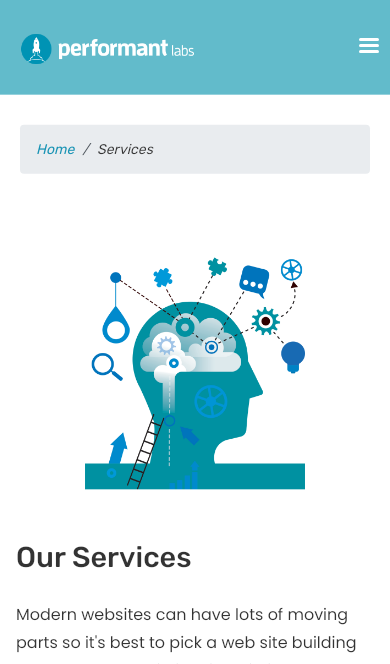 performant labs
Home / Services
Our Services
Modern websites can have lots of moving
parts so it's best to pick a web site building